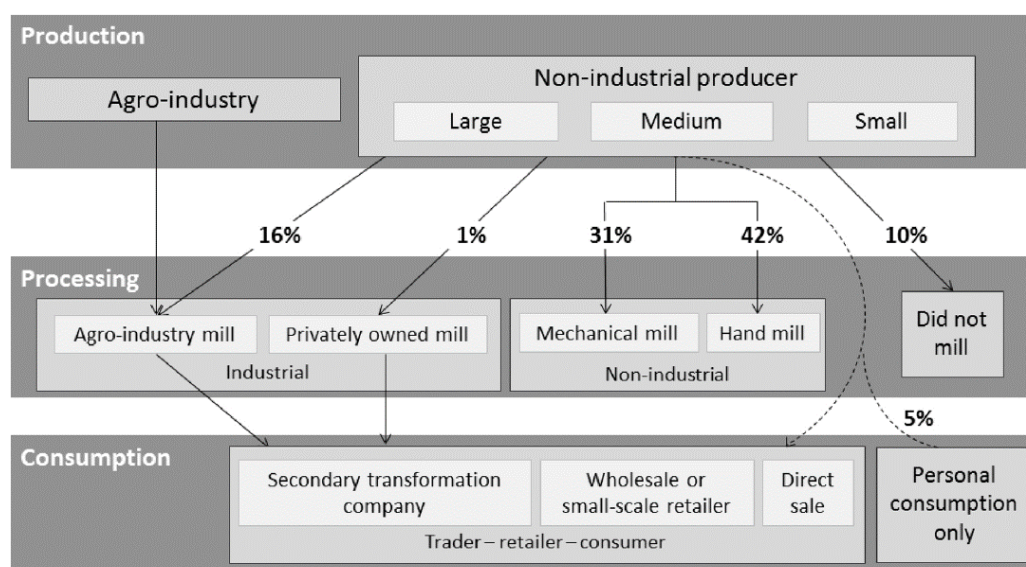 Production
Agro-industry
Non-industrial producer
Large
Medium
Small
16%
1%
31%
42%
10%
Processing
Agro-industry mill
Privately owned mill
Industrial
Mechanical mill
Hand mill
Non-industrial
Did not
mill
5%
Consumption
Secondary transformation
company
Wholesale or
small-scale retailer
Direct
sale
Trader – retailer – consumer
Personal
consumption
only